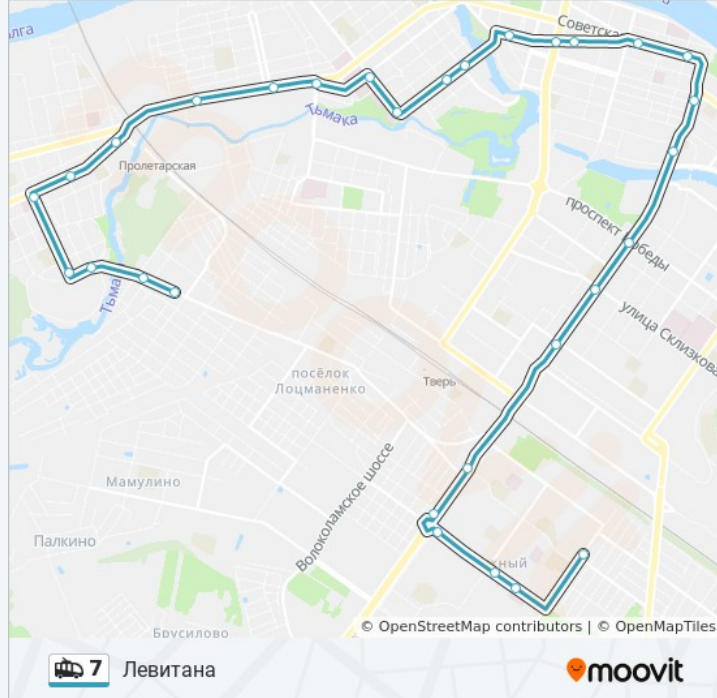 Советска
Тьмака
Пролетарская
проспект Победы
Тьма
улица Склизкова
посёлок
Лоцманенко
Тверь
Волоколамское шоссе
Мамулино
Палкино
жный
Брусилово
© OpenStreetMap contributors | © OpenMapTiles
7 Левитана
moovit